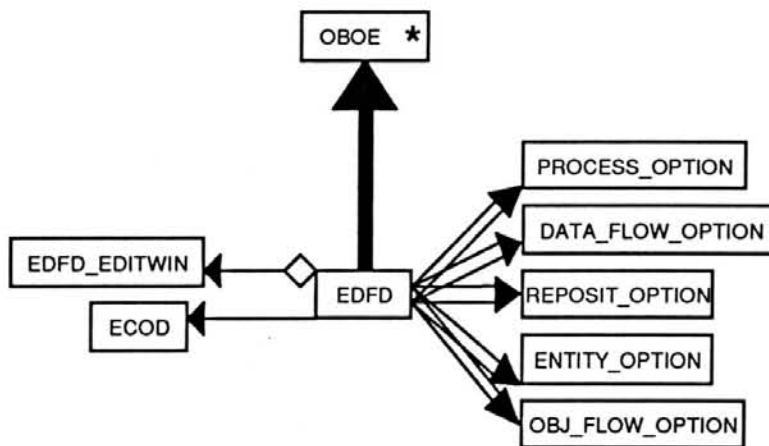 OBOE *
PROCESS_OPTION
DATA_FLOW_OPTION
EDFD_EDITWIN
EDFD
REPOSIT_OPTION
ECOD
ENTITY_OPTION
OBJ_FLOW_OPTION